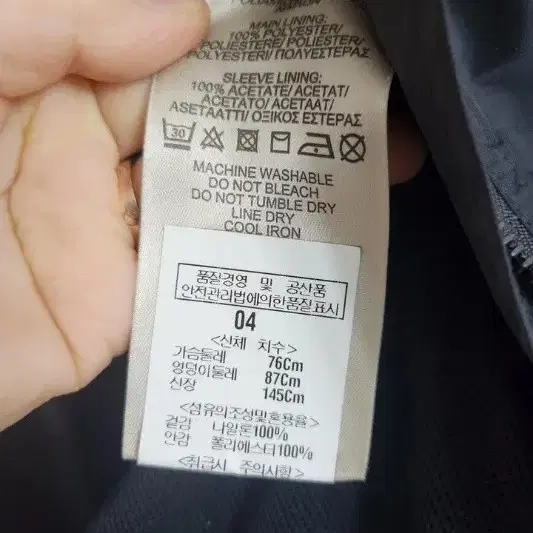 MAIN LINING:
100% POLYESTER/
POLIESTERE/ POLIESTER/
POLYESTER/ ΠΟΛΥΕΣΤΕΡΑΣ
SLEEVE LINING:
100% ACETATE/ ACETAT/
ACETATO/ ACETAAT/
ASETAATTI/ ΟΞΙΚΟΣ ΕΣΤΕΡΑΣ
30
MACHINE WASHABLE
DO NOT BLEACH
DO NOT TUMBLE DRY
LINE DRY
COOL IRON
품질경영 및 공산품
안전관리법에의한품질표시
04
<신체 치수>
가슴둘레 76Cm
엉덩이둘레 87Cm
신장 145Cm
<섬유의조성및혼용율>
겉감 나일론100%
안감 폴리에스터100%
<취급시 주의사항>